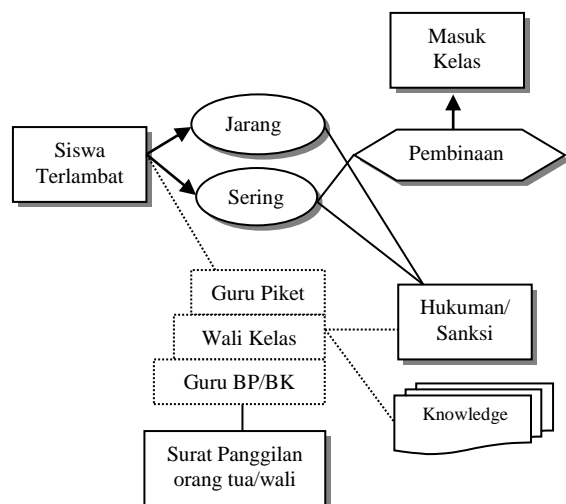 Masuk
Kelas
Jarang
Siswa
Terlambat
Pembinaan
Sering
Guru Piket
Hukuman/
Sanksi
Wali Kelas
Guru BP/BK
Knowledge
Surat Panggilan
orang tua/wali